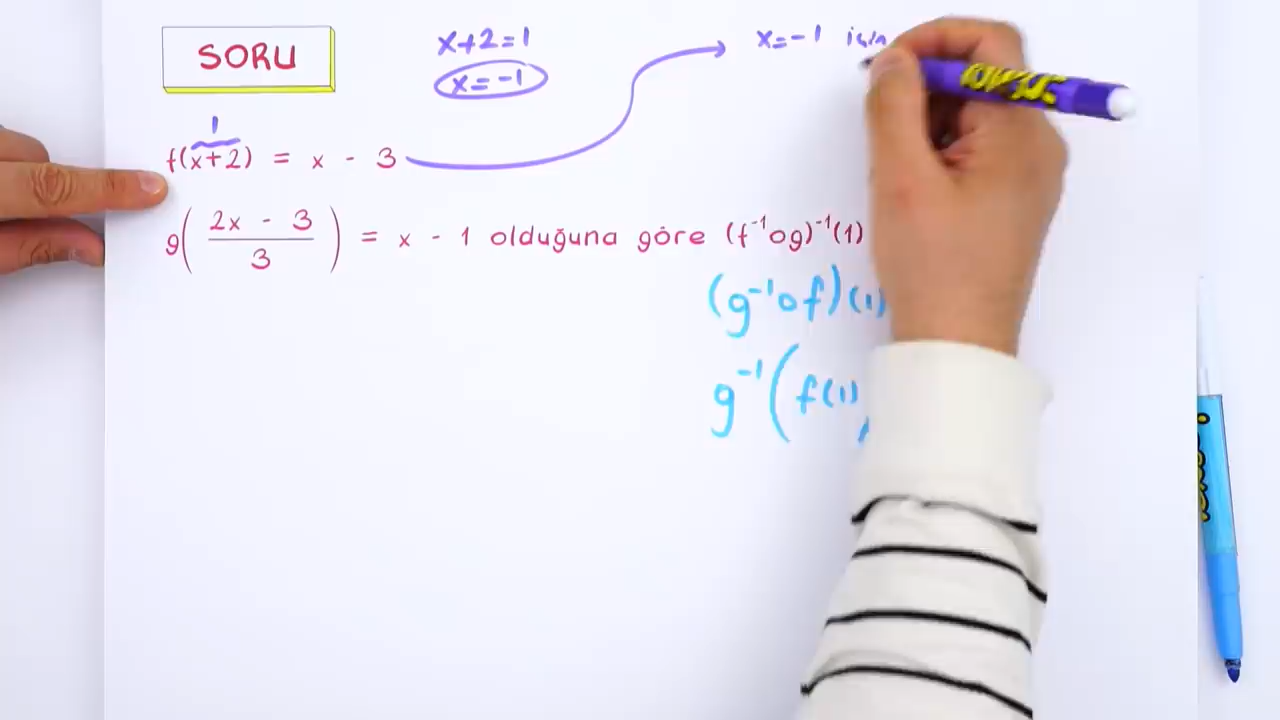 SORU
x+2=1
x=-1
x=-1 için
1
f(x+2) = x - 3
g( 2x - 3 / 3 ) = x - 1 olduğuna göre (f⁻¹og)⁻¹(1)
(g⁻¹of)(1)
g⁻¹(f(1)